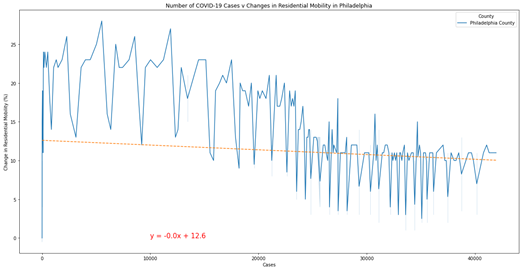 Number of COVID-19 Cases v Changes in Residential Mobility in Philadelphia
County
Philadelphia County
Change in Residential Mobility (%)
25
20
15
10
5
0
y = -0.0x + 12.6
0
10000
20000
30000
40000
Cases